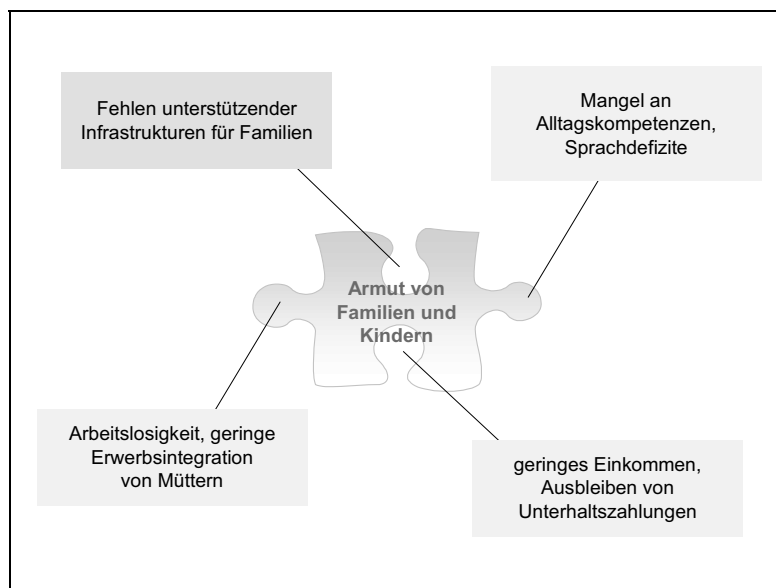 Fehlen unterstützender
Infrastrukturen für Familien
Mangel an
Alltagskompetenzen,
Sprachdefizite
Armut von
Familien und
Kindern
Arbeitslosigkeit, geringe
Erwerbsintegration
von Müttern
geringes Einkommen,
Ausbleiben von
Unterhaltszahlungen